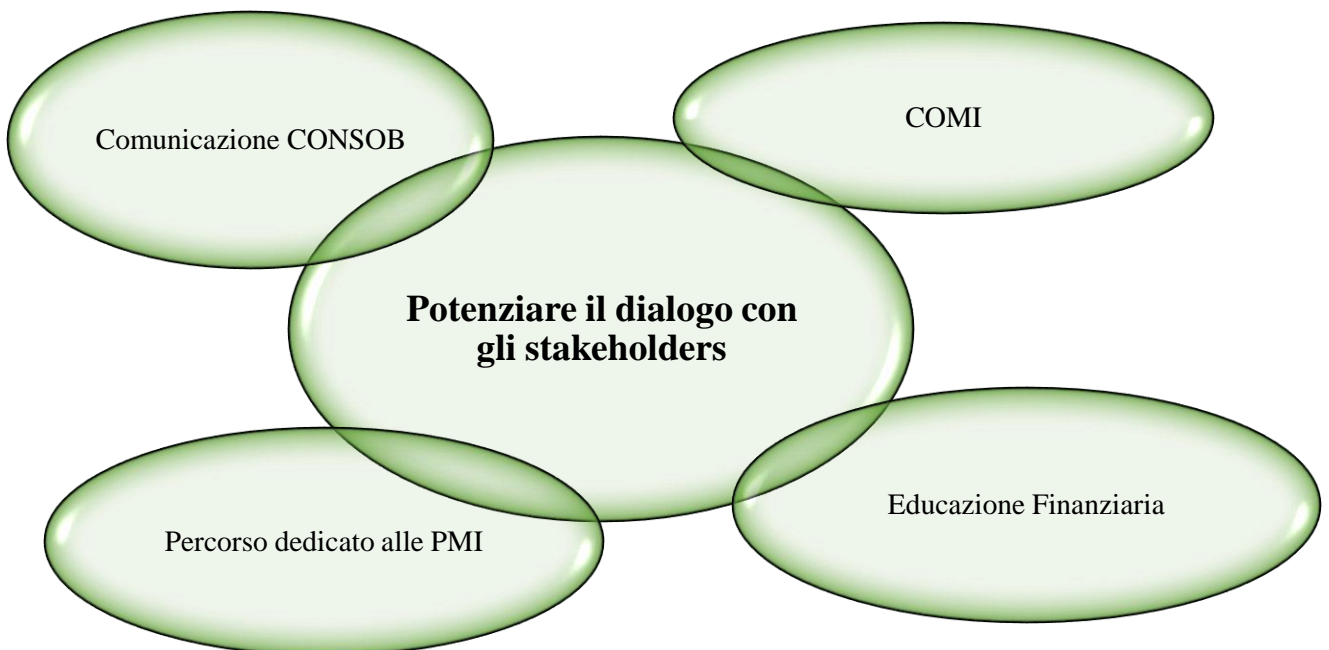 Comunicazione CONSOB
COMI
Potenziare il dialogo con
gli stakeholders
Educazione Finanziaria
Percorso dedicato alle PMI